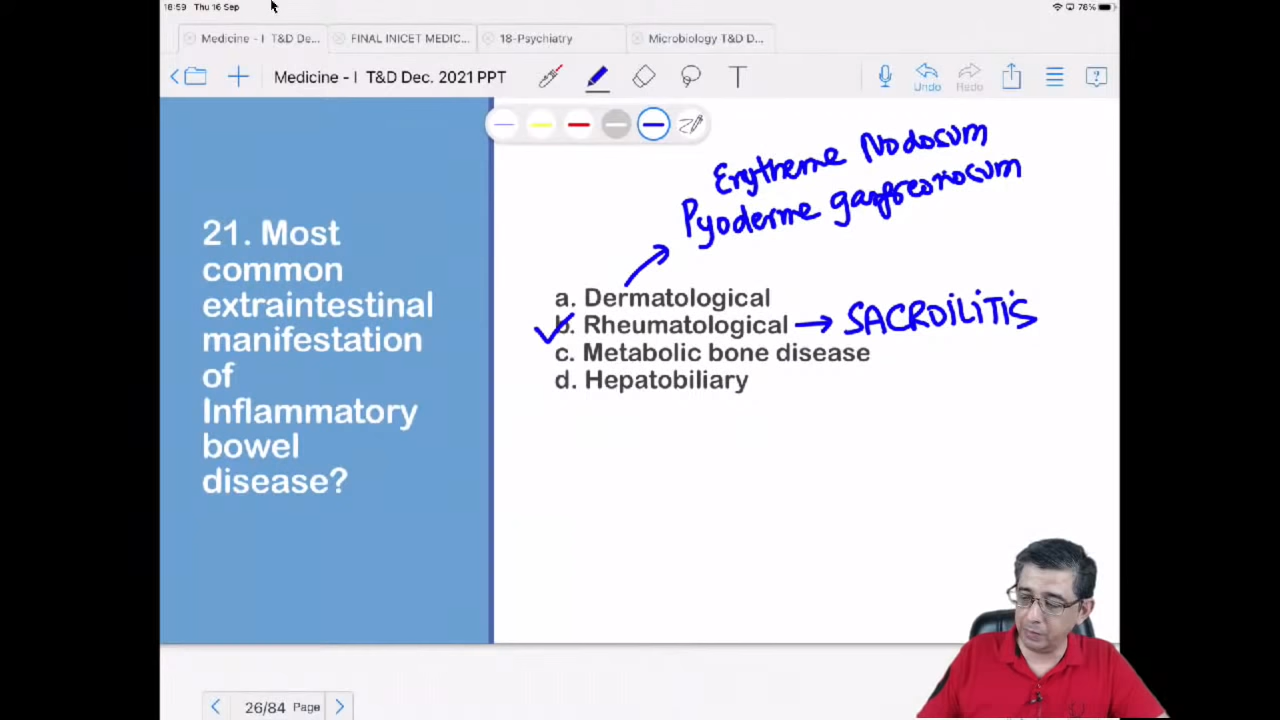 18:59 Thu 16 Sep
78%
Medicine - I T&D De...
FINAL INICET MEDIC...
18-Psychiatry
Microbiology T&D D...
Medicine - I T&D Dec. 2021 PPT
T
Undo
Redo
?
Erytheme Nodosum
Pyoderme gangreonosum
21. Most
common
extraintestinal
manifestation
of
Inflammatory
bowel
disease?
a. Dermatological
b. Rheumatological → SACROILITIS
c. Metabolic bone disease
d. Hepatobiliary
26/84 Page